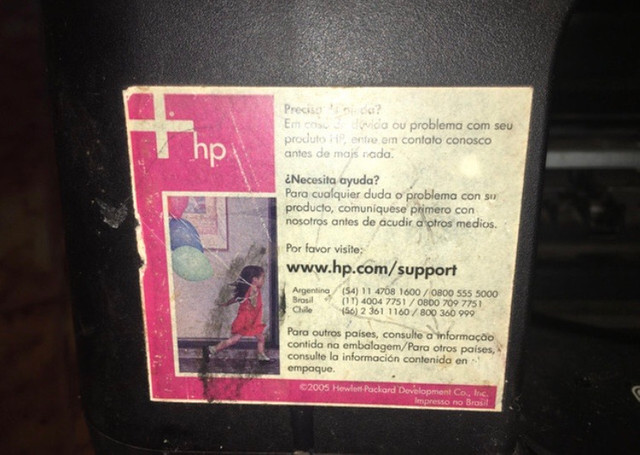 hp
Precisa de ajuda?
Em caso de dúvida ou problema com seu
produto HP, entre em contato conosco
antes de mais nada.
¿Necesita ayuda?
Para cualquier duda o problema con su
producto, comuníquese primero con
nosotros antes de acudir a otros medios.
Por favor visite:
www.hp.com/support
Argentina (54) 11 4708 1600 / 0800 555 5000
Brasil (11) 4004 7751 / 0800 709 7751
Chile (56) 2 361 1160 / 800 360 999
Para outros países, consulte a informação
contida na embalagem/Para otros países,
consulte la información contenida en
empaque.
©2005 Hewlett-Packard Development Co., Inc.
Impresso no Brasil